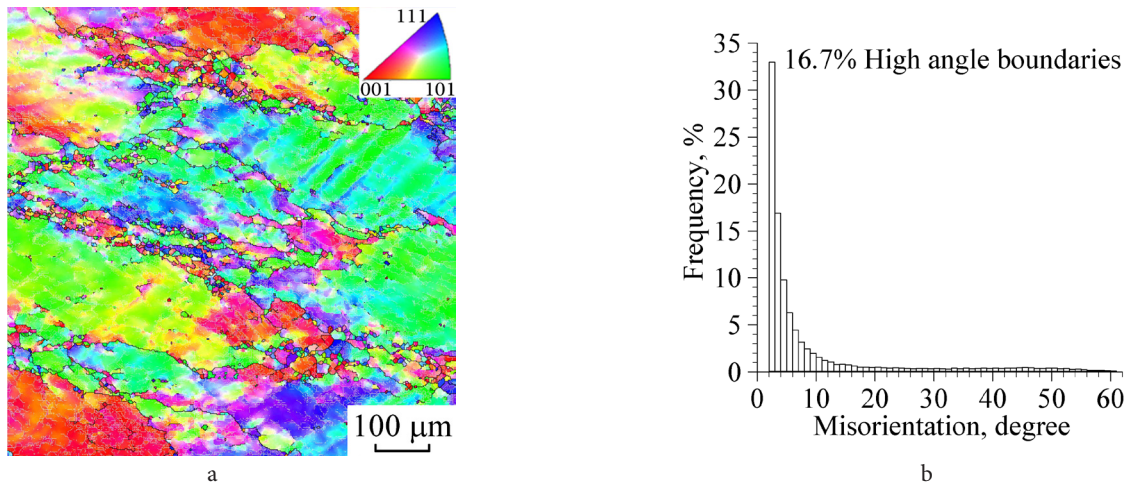 111
001 101
100 μm
a
16.7% High angle boundaries
Frequency, %
35
30
25
20
15
10
5
0
0 10 20 30 40 50 60
Misorientation, degree
b